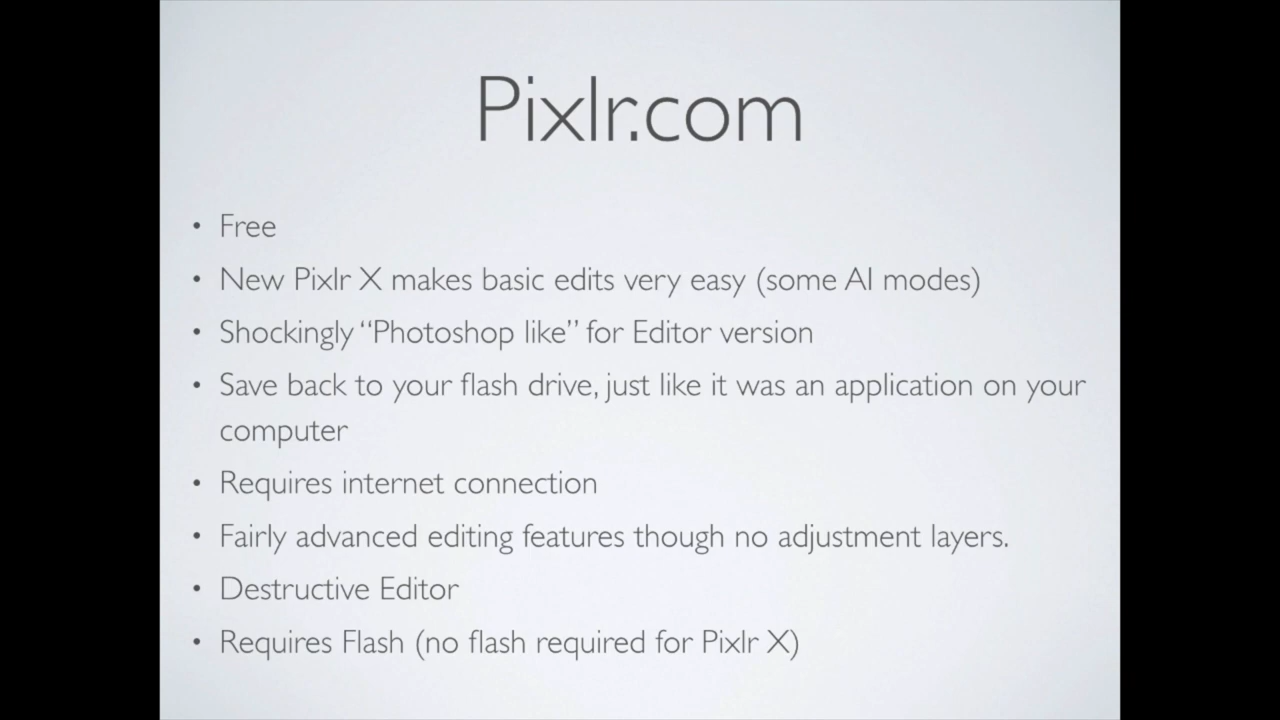 Pixlr.com
• Free
• New Pixlr X makes basic edits very easy (some AI modes)
• Shockingly “Photoshop like” for Editor version
• Save back to your flash drive, just like it was an application on your
computer
• Requires internet connection
• Fairly advanced editing features though no adjustment layers.
• Destructive Editor
• Requires Flash (no flash required for Pixlr X)